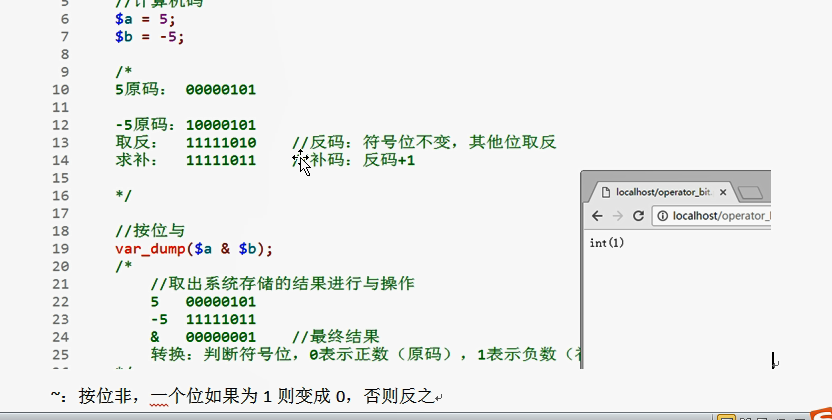 5 //计算机码
6 $a = 5;
7 $b = -5;
8
9 /*
10 5原码： 00000101
11
12 -5原码：10000101
13 取反： 11111010 //反码：符号位不变，其他位取反
14 求补： 11111011 补码：反码+1
15
16 */
17
18 //按位与
19 var_dump($a & $b);
20 /*
21 //取出系统存储的结果进行与操作
22 5 00000101
23 -5 11111011
24 & 00000001 //最终结果
25 转换：判断符号位，0表示正数（原码），1表示负数（
localhost/operator_bit.
localhost/operator_
int(1)
~：按位非，一个位如果为 1 则变成 0，否则反之